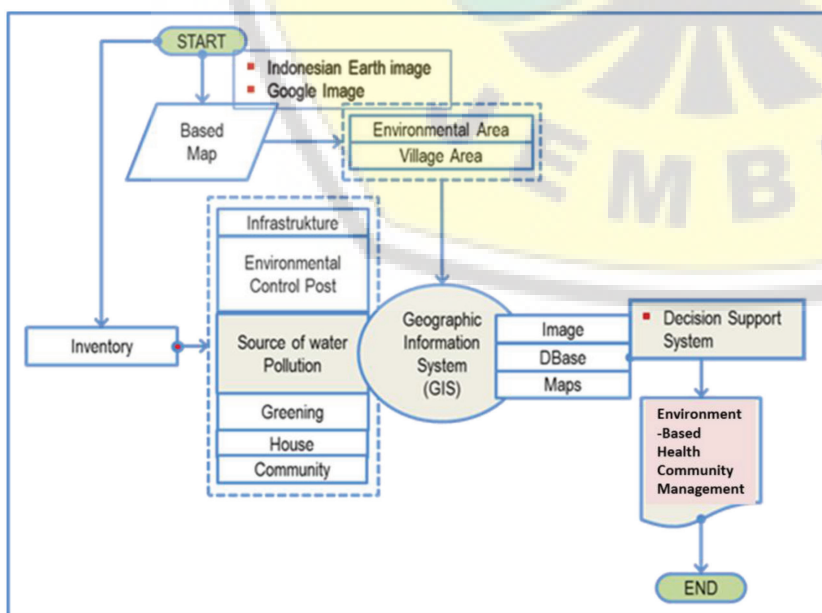 START
Indonesian Earth image
Google Image
Based
Map
Environmental Area
Village Area
Infrastrukture
Environmental
Control Post
Source of water
Pollution
Greening
House
Community
Inventory
Geographic
Information
System
(GIS)
Image
DBase
Maps
Decision Support
System
Environment
-Based
Health
Community
Management
END
E M B